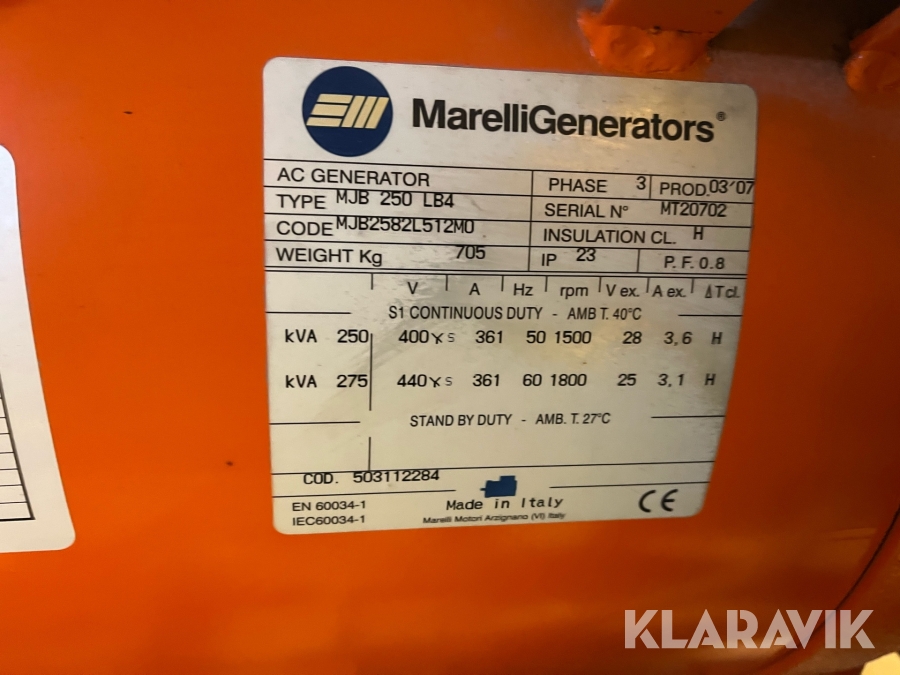 MarelliGenerators®
AC GENERATOR PHASE 3 PROD. 03'07
TYPE MJB 250 LB4 SERIAL N° MT20702
CODE MJB2582L512M0 INSULATION CL. H
WEIGHT Kg 705 IP 23 P. F. 0.8
V A Hz rpm V ex. A ex. ΔT cl.
S1 CONTINUOUS DUTY - AMB T. 40°C
kVA 250 400 Y S 361 50 1500 28 3,6 H
kVA 275 440 Y S 361 60 1800 25 3,1 H
STAND BY DUTY - AMB. T. 27°C
COD. 503112284
EN 60034-1 Made in Italy CE
IEC60034-1 Marelli Motori Arzignano (VI) Italy
KLARAVIK